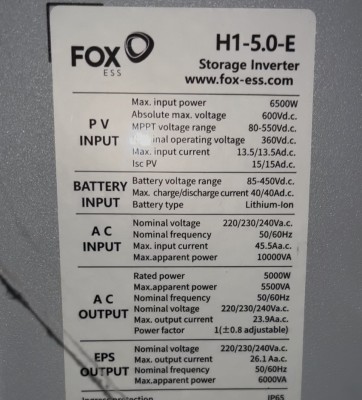 FOX
ESS
H1-5.0-E
Storage Inverter
www.fox-ess.com
PV INPUT
Max. input power 6500W
Absolute max. voltage 600Vd.c.
MPPT voltage range 80-550Vd.c.
operating voltage 360Vd.c.
Max. input current 13.5/13.5Ad.c.
Isc PV 15/15Ad.c.
BATTERY INPUT
Battery voltage range 85-450Vd.c.
Max. charge/discharge current 40/40Ad.c.
Battery type Lithium-Ion
AC INPUT
Nominal voltage 220/230/240Va.c.
Nominal frequency 50/60Hz
Max. input current 45.5Aa.c.
Max.apparent power 10000VA
AC OUTPUT
Rated power 5000W
Max.apparent power 5500VA
Nominal frequency 50/60Hz
Nominal voltage 220/230/240Va.c.
Max. output current 23.9Aa.c.
Power factor 1(±0.8 adjustable)
EPS OUTPUT
Nominal voltage 220/230/240Va.c.
Max. output current 26.1 Aa.c.
Nominal frequency 50/60Hz
Max.apparent power 6000VA
Ingress protection IP65